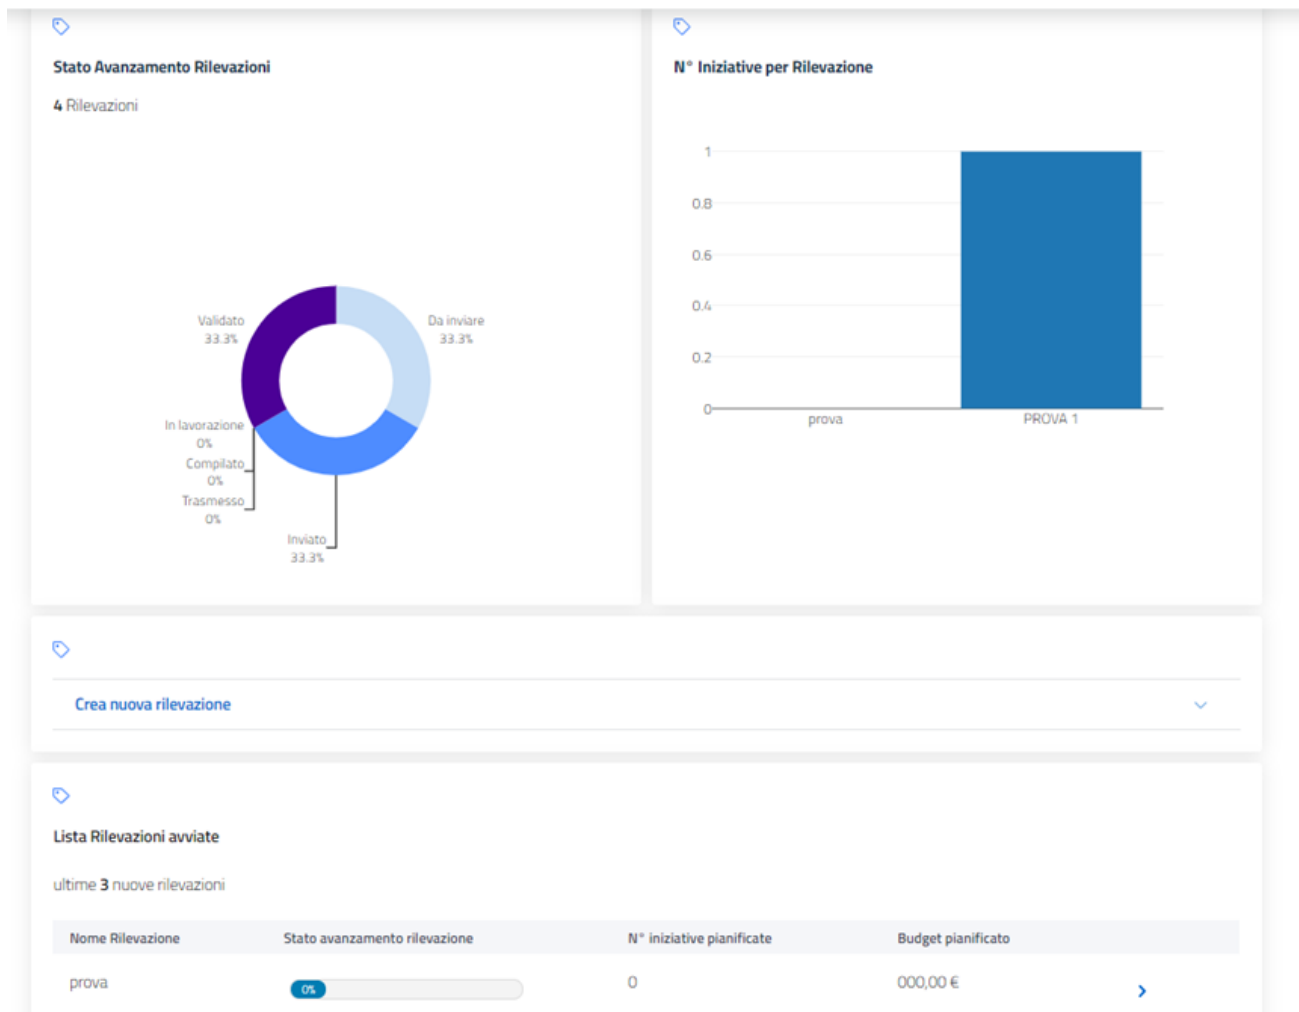 Stato Avanzamento Rilevazioni
4 Rilevazioni
Validato
33.3%
Da inviare
33.3%
In lavorazione
0%
Compilato
0%
Trasmesso
0%
Inviato
33.3%
N° Iniziative per Rilevazione
1
0.8
0.6
0.4
0.2
0
prova PROVA 1
Crea nuova rilevazione
Lista Rilevazioni avviate
ultime 3 nuove rilevazioni
Nome Rilevazione Stato avanzamento rilevazione N° iniziative pianificate Budget pianificato
prova 0% 0 000,00 €